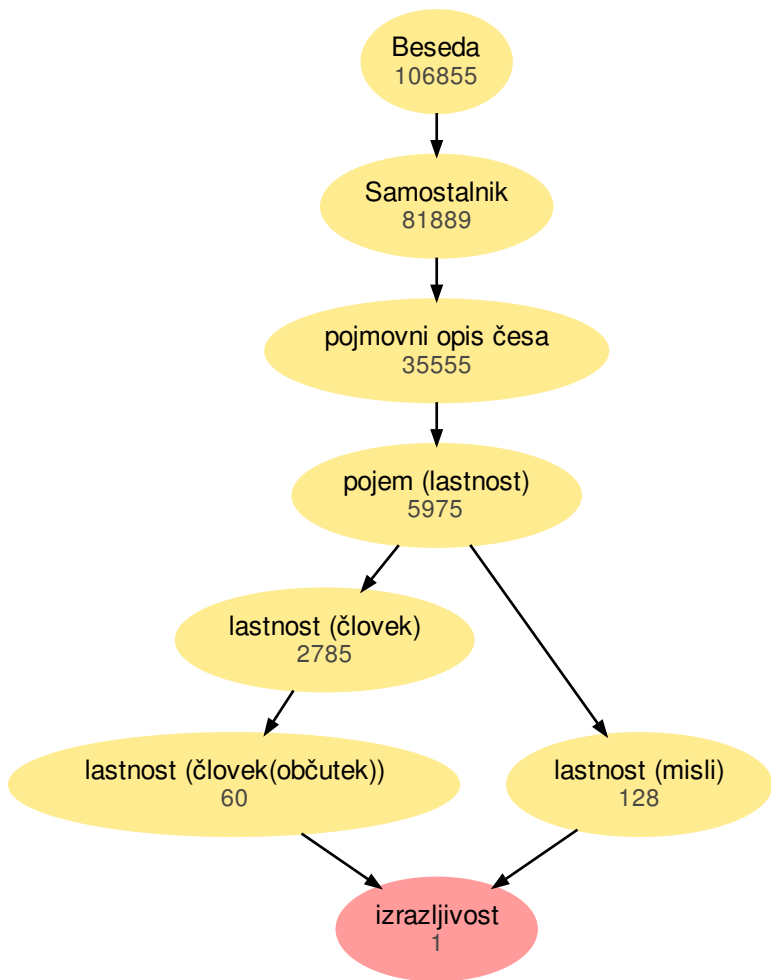 Beseda
106855
Samostalnik
81889
pojmovni opis česa
35555
pojem (lastnost)
5975
lastnost (človek)
2785
lastnost (človek(občutek))
60
lastnost (misli)
128
izrazljivost
1